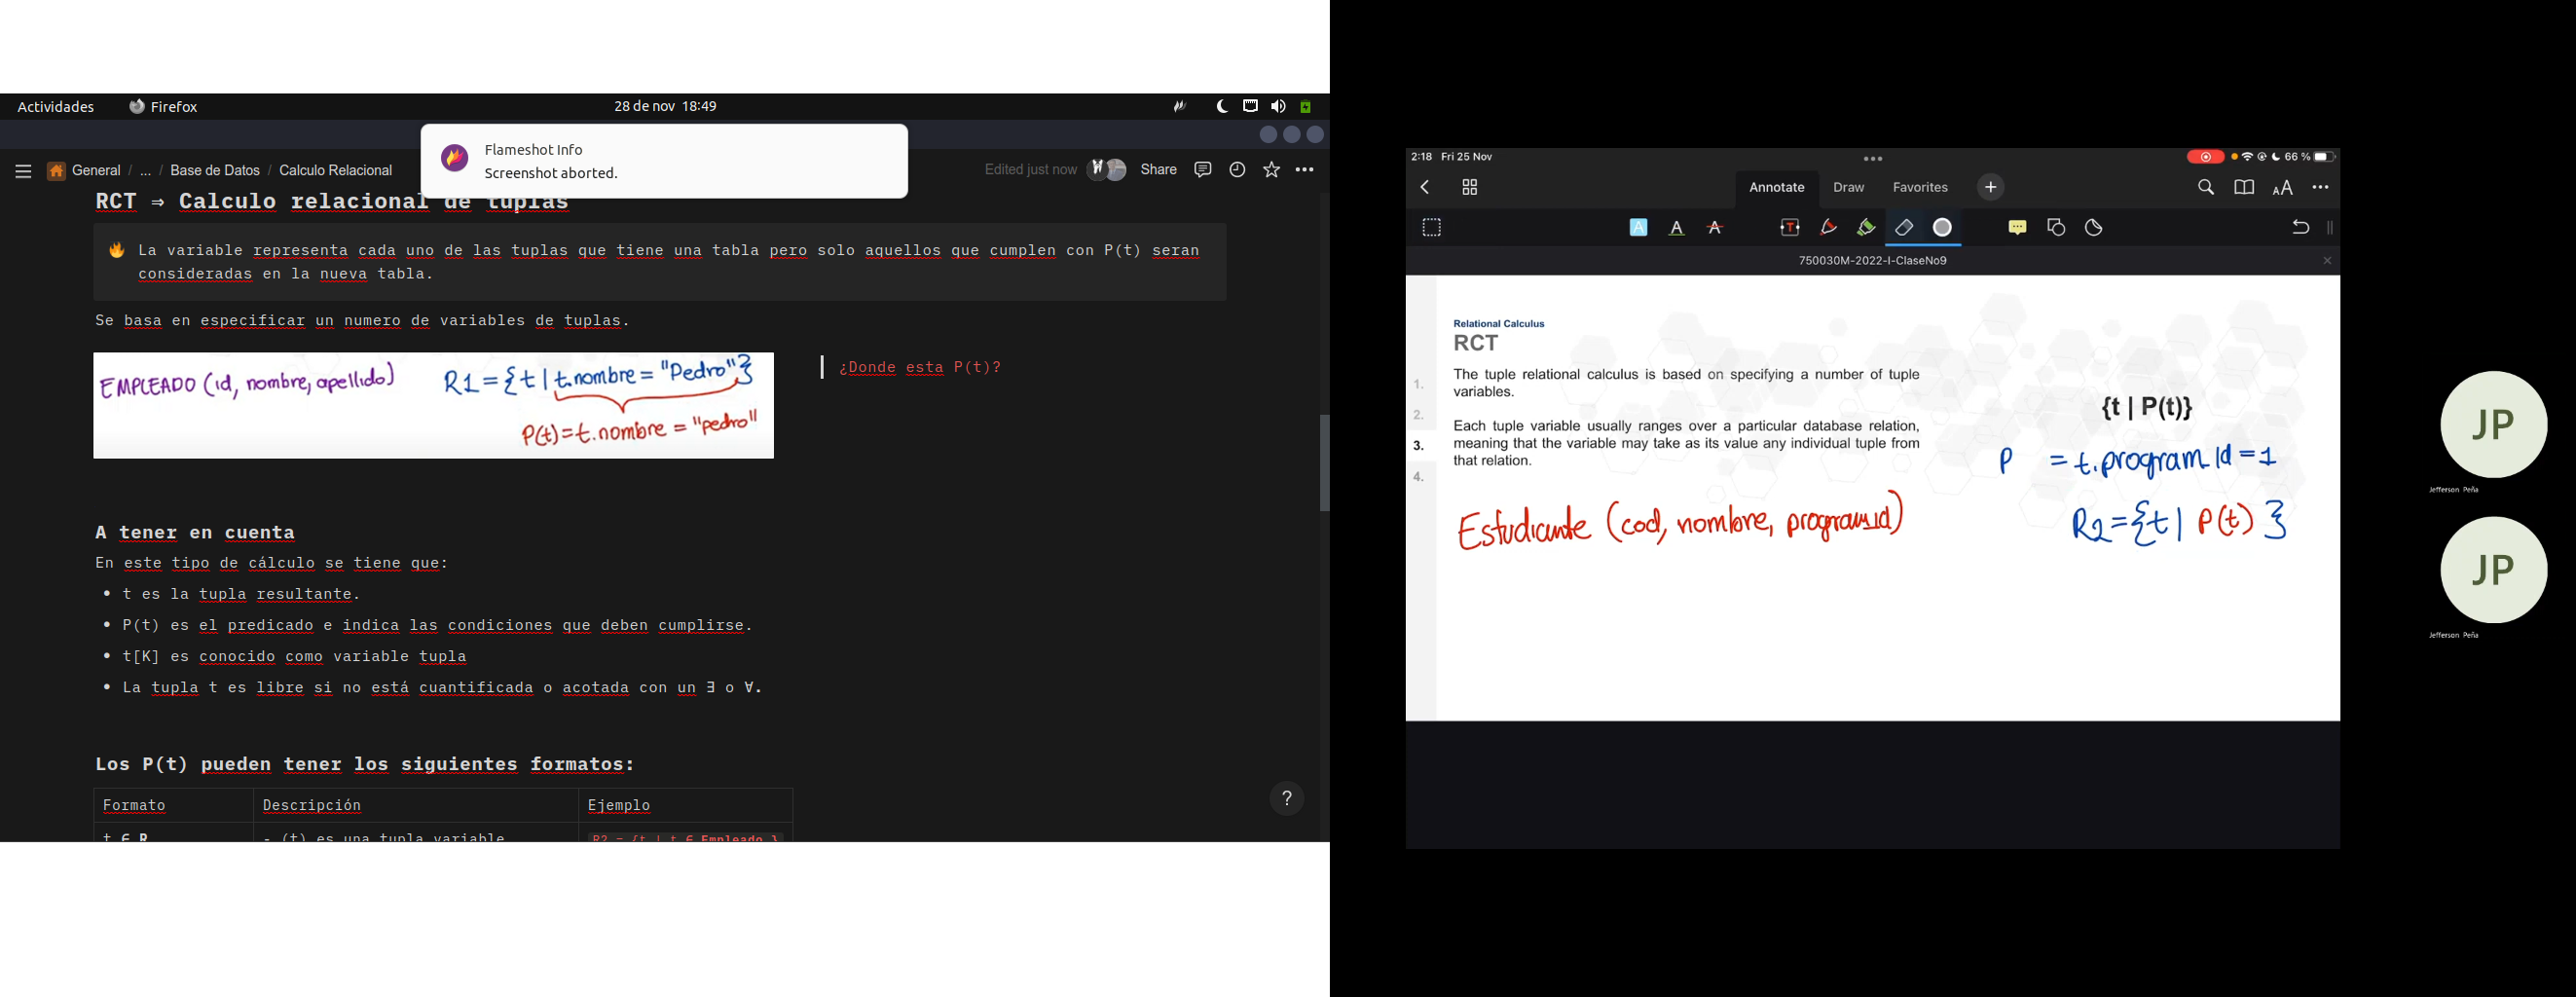 Actividades Firefox 28 de nov 18:49
Flameshot Info
Screenshot aborted.
General / ... / Base de Datos / Calculo Relacional Edited just now Share
RCT ⇒ Calculo relacional de tuplas
🔥 La variable representa cada uno de las tuplas que tiene una tabla pero solo aquellos que cumplen con P(t) seran
consideradas en la nueva tabla.
Se basa en especificar un numero de variables de tuplas.
EMPLEADO (id, nombre, apellido) R1={t | t.nombre = "Pedro"}
P(t)=t.nombre = "pedro"
¿Donde esta P(t)?
A tener en cuenta
En este tipo de cálculo se tiene que:
• t es la tupla resultante.
• P(t) es el predicado e indica las condiciones que deben cumplirse.
• t[K] es conocido como variable tupla
• La tupla t es libre si no está cuantificada o acotada con un ∃ o ∀.
Los P(t) pueden tener los siguientes formatos:
Formato Descripción Ejemplo
t ∈ R - (t) es una tupla variable R2 = {t | t ∈ Empleado }
?
2:18 Fri 25 Nov 66 %
Annotate Draw Favorites
750030M-2022-I-ClaseNo9
Relational Calculus
RCT
1.
2.
3.
4.
The tuple relational calculus is based on specifying a number of tuple
variables.
Each tuple variable usually ranges over a particular database relation,
meaning that the variable may take as its value any individual tuple from
that relation.
{t | P(t)}
P = t.program_Id = 1
Estudiante (cod, nombre, program_id)
R2={t | P(t) }
JP
Jefferson Peña
JP
Jefferson Peña